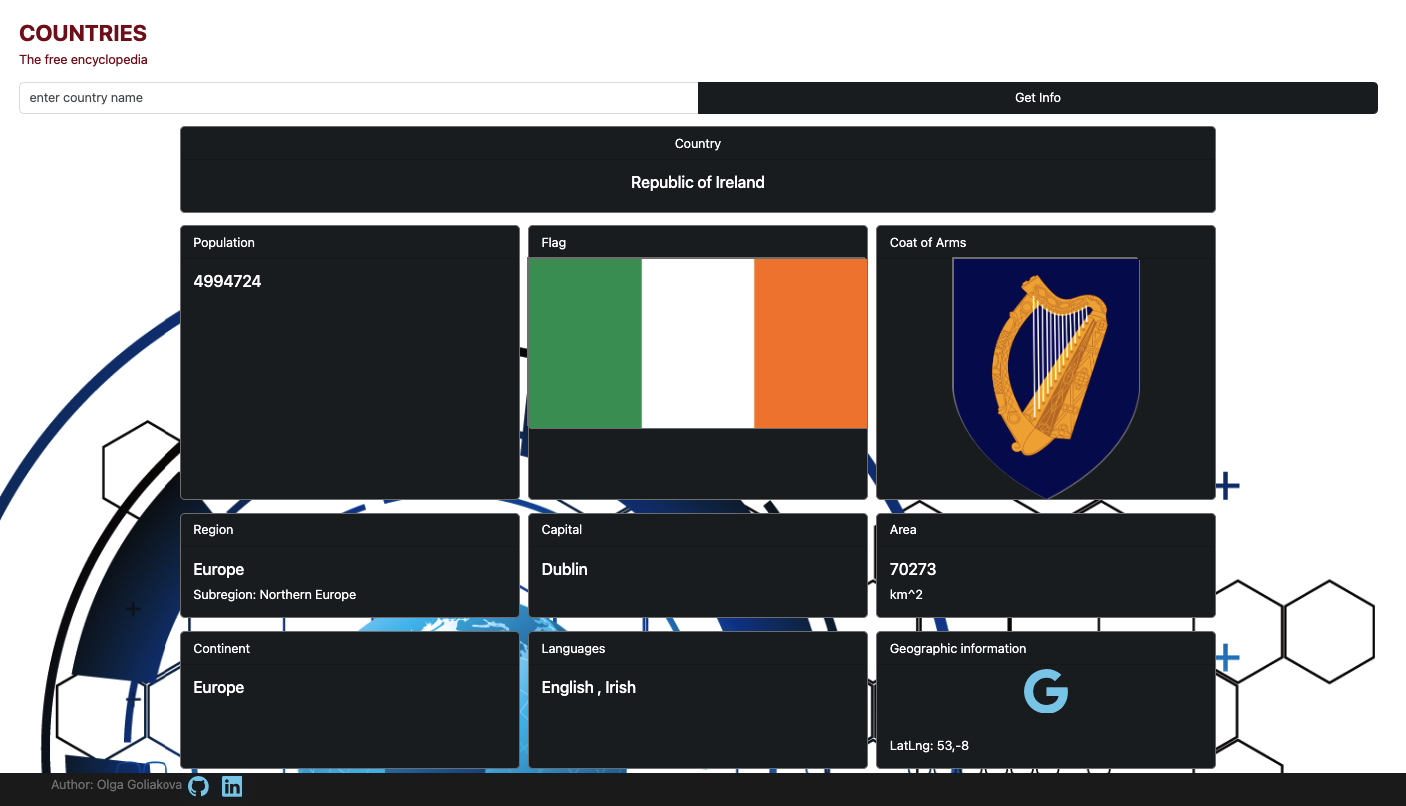 COUNTRIES
The free encyclopedia
enter country name
Get Info
Country
Republic of Ireland
Population
4994724
Flag
Coat of Arms
Region
Europe
Subregion: Northern Europe
Capital
Dublin
Area
70273
km^2
Continent
Europe
Languages
English , Irish
Geographic information
G
LatLng: 53,-8
Author: Olga Goliakova
in